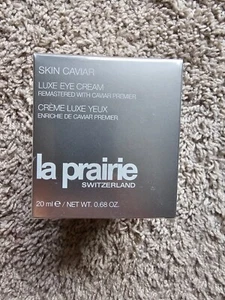 SKIN CAVIAR
LUXE EYE CREAM
REMASTERED WITH CAVIAR PREMIER
CRÈME LUXE YEUX
ENRICHIE DE CAVIAR PREMIER
la prairie
SWITZERLAND
20 ml ℮ / NET WT. 0.68 OZ.